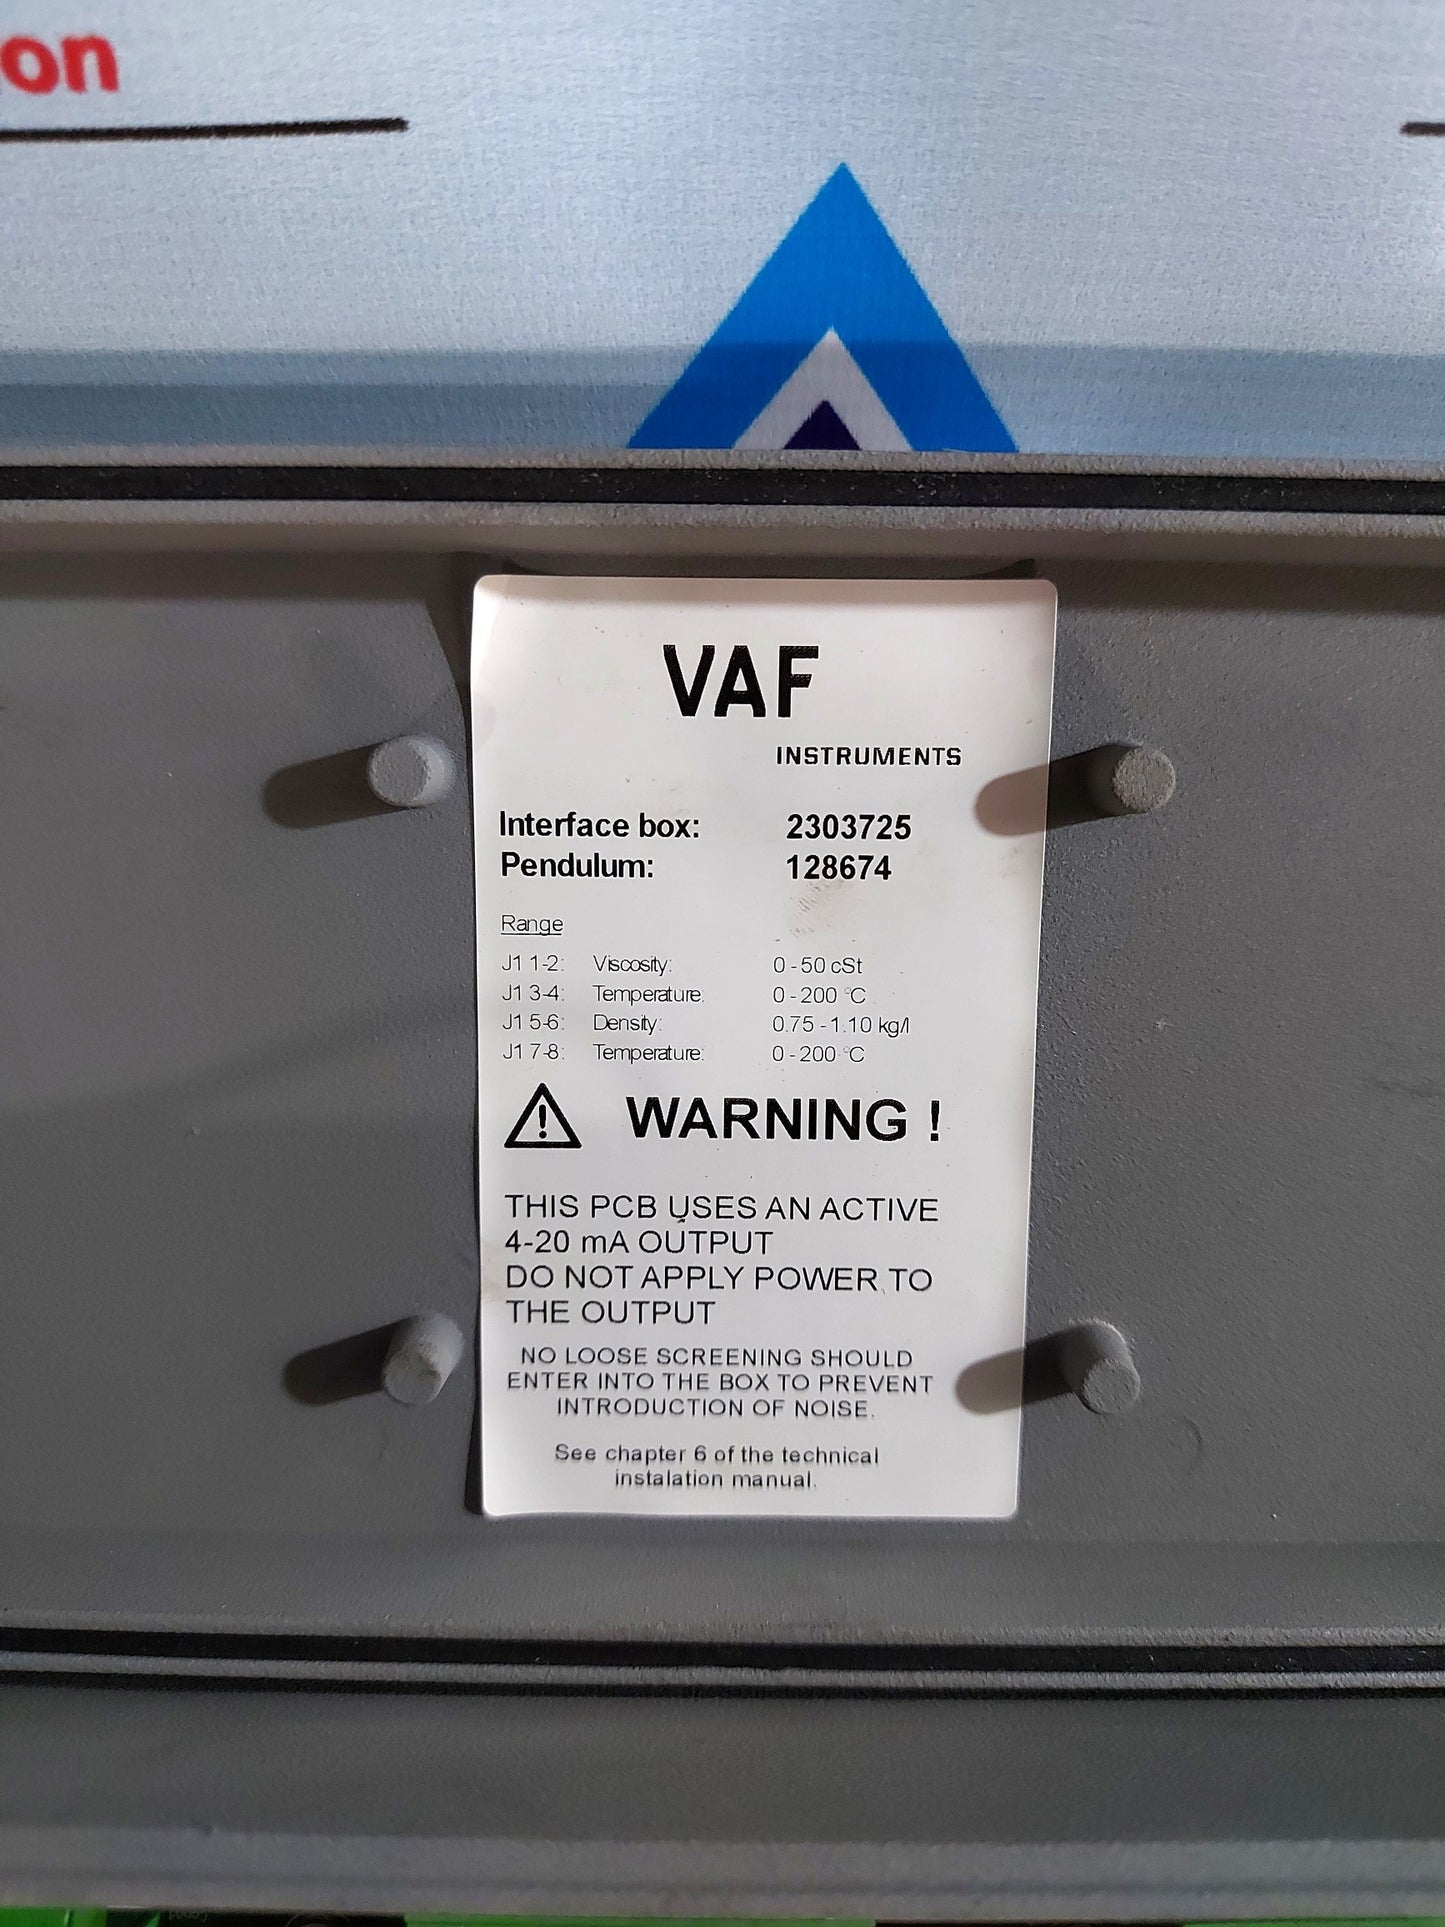 on
VAF
INSTRUMENTS
Interface box: 2303725
Pendulum: 128674
Range
J1 1-2: Viscosity: 0 - 50 cSt
J1 3-4: Temperature: 0 - 200 °C
J1 5-6: Density: 0.75 - 1.10 kg/l
J1 7-8: Temperature: 0 - 200 °C
WARNING !
THIS PCB USES AN ACTIVE
4-20 mA OUTPUT
DO NOT APPLY POWER TO
THE OUTPUT
NO LOOSE SCREENING SHOULD
ENTER INTO THE BOX TO PREVENT
INTRODUCTION OF NOISE.
See chapter 6 of the technical
instalation manual.